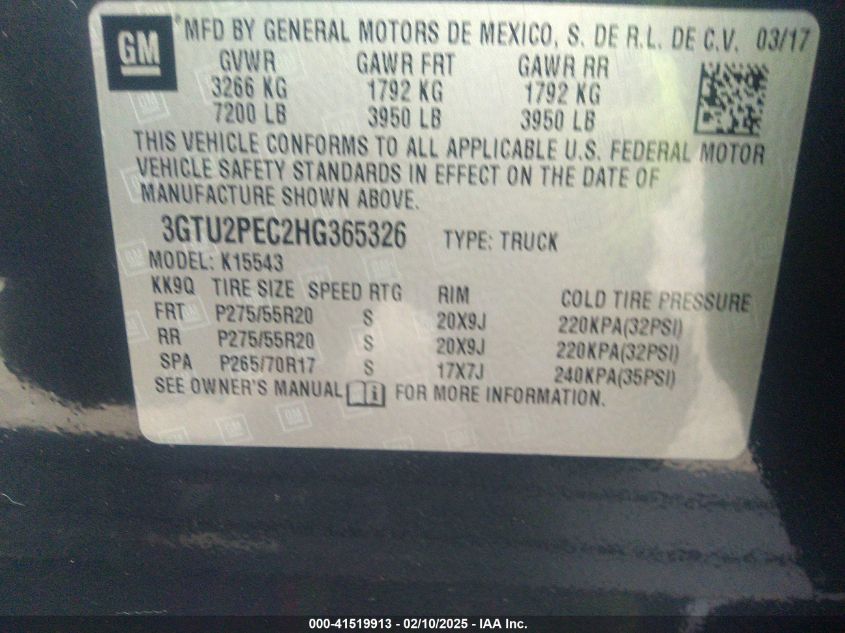 GM
MFD BY GENERAL MOTORS DE MEXICO, S. DE R.L. DE C.V. 03/17
GVWR GAWR FRT GAWR RR
3266 KG 1792 KG 1792 KG
7200 LB 3950 LB 3950 LB
THIS VEHICLE CONFORMS TO ALL APPLICABLE U.S. FEDERAL MOTOR
VEHICLE SAFETY STANDARDS IN EFFECT ON THE DATE OF
MANUFACTURE SHOWN ABOVE.
3GTU2PEC2HG365326 TYPE: TRUCK
MODEL: K15543
KK9Q TIRE SIZE SPEED RTG RIM COLD TIRE PRESSURE
FRT P275/55R20 S 20X9J 220KPA(32PSI)
RR P275/55R20 S 20X9J 220KPA(32PSI)
SPA P265/70R17 S 17X7J 240KPA(35PSI)
SEE OWNER'S MANUAL FOR MORE INFORMATION.
000-41519913 - 02/10/2025 - IAA Inc.